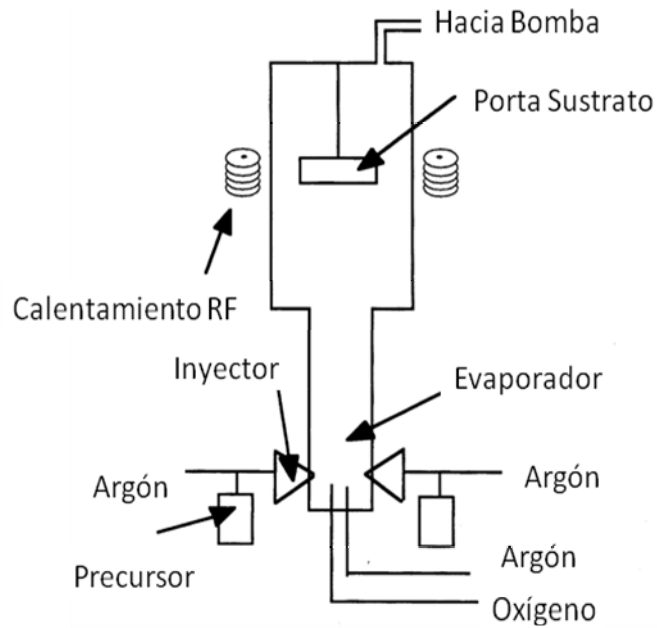 Hacia Bomba
Porta Sustrato
Calentamiento RF
Inyector
Evaporador
Argón
Argón
Precursor
Argón
Oxígeno